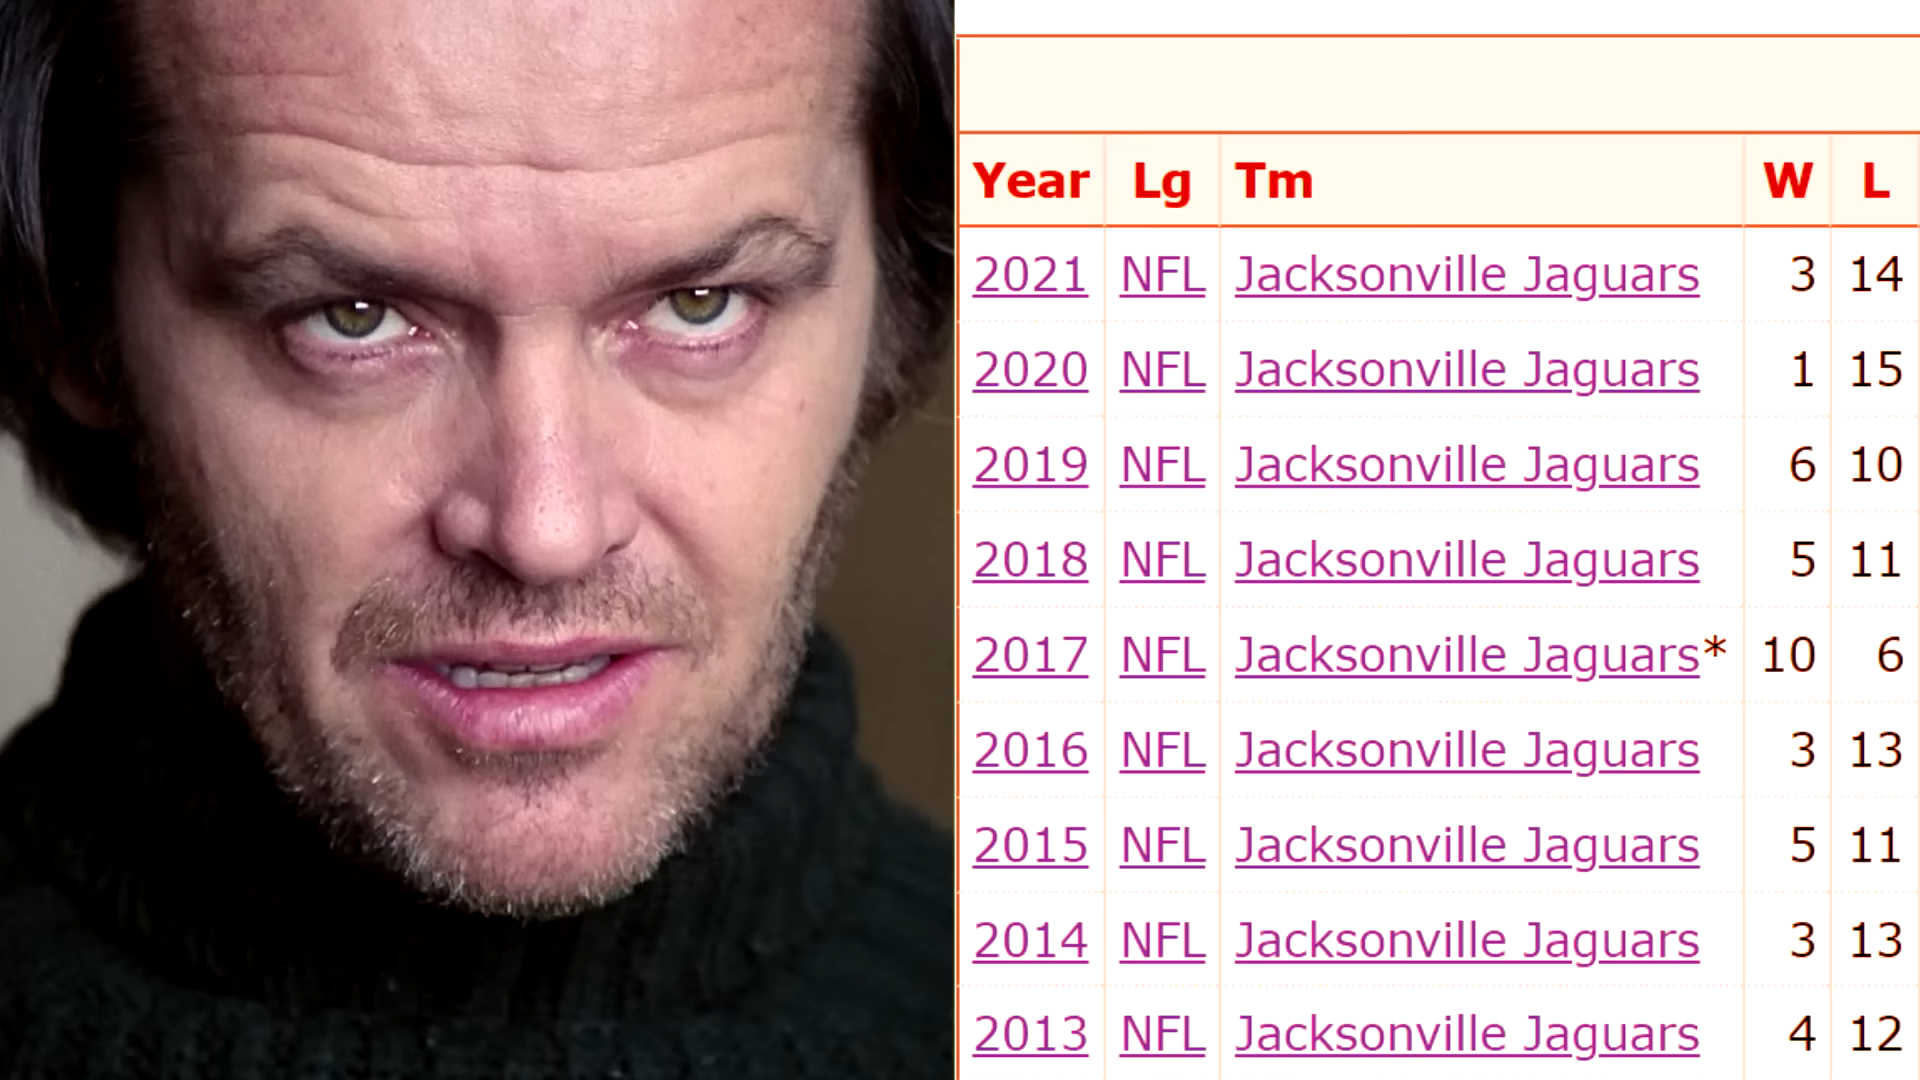 Year Lg Tm W L
2021 NFL Jacksonville Jaguars 3 14
2020 NFL Jacksonville Jaguars 1 15
2019 NFL Jacksonville Jaguars 6 10
2018 NFL Jacksonville Jaguars 5 11
2017 NFL Jacksonville Jaguars* 10 6
2016 NFL Jacksonville Jaguars 3 13
2015 NFL Jacksonville Jaguars 5 11
2014 NFL Jacksonville Jaguars 3 13
2013 NFL Jacksonville Jaguars 4 12